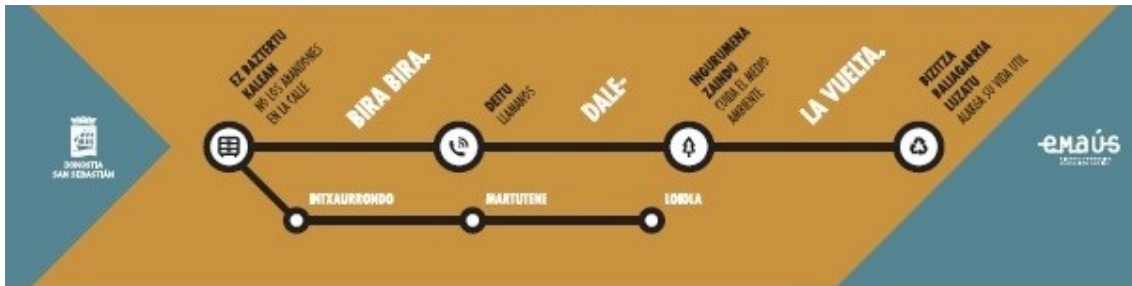 DONOSTIA
SAN SEBASTIÁN
EZ BAZTERTU
KALEAN
NO LOS ABANDONES
EN LA CALLE
BIRA BIRA.
DEITU
LLÁMANOS
DALE-
INGURUMENA
ZAINDU
CUIDA EL MEDIO
AMBIENTE
LA VUELTA.
BIZITZA
BALIAGARRIA
LUZATU
ALARGA SU VIDA UTIL
INTXAURRONDO
MARTUTENE
LOIOLA
emaús